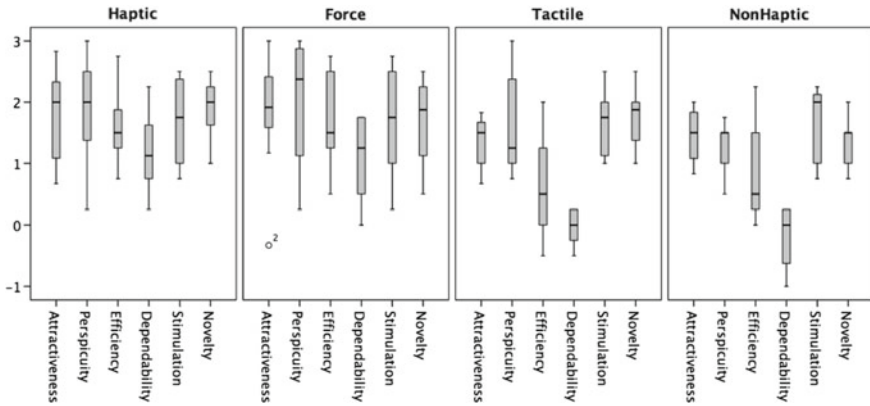 Haptic Force Tactile NonHaptic
3
2
1
0
-1
2
Attractiveness
Perspicuity
Efficiency
Dependability
Stimulation
Novelty
Attractiveness
Perspicuity
Efficiency
Dependability
Stimulation
Novelty
Attractiveness
Perspicuity
Efficiency
Dependability
Stimulation
Novelty
Attractiveness
Perspicuity
Efficiency
Dependability
Stimulation
Novelty